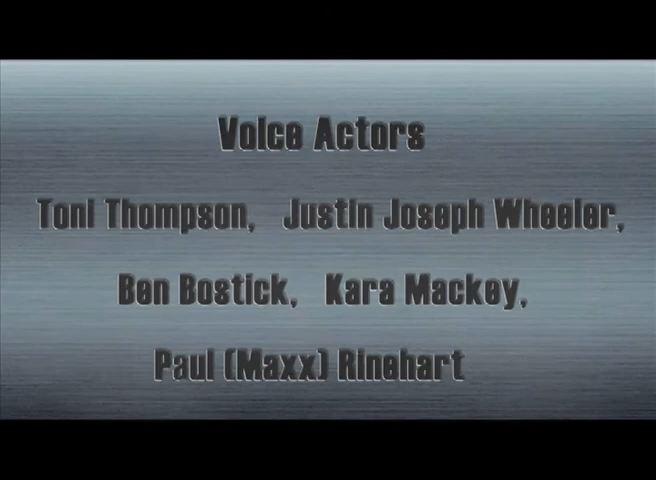 Voice Actors
Toni Thompson, Justin Joseph Wheeler,
Ben Bostick, Kara Mackey,
Paul (Maxx) Rinehart